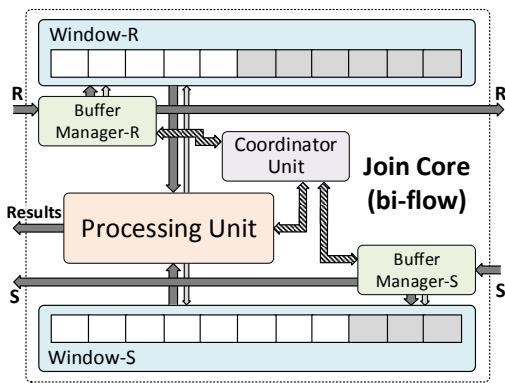 Window-R
R
R
Buffer
Manager-R
Coordinator
Unit
Join Core
(bi-flow)
Results
Processing Unit
Buffer
Manager-S
S
S
Window-S